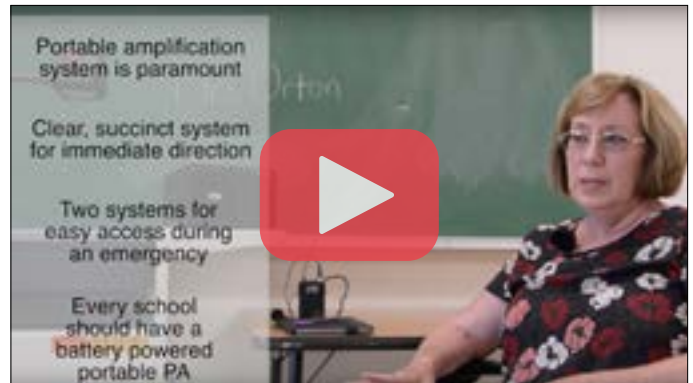 Portable amplification
system is paramount
Orton
Clear, succinct system
for immediate direction
Two systems for
easy access during
an emergency
Every school
should have a
battery powered
portable PA